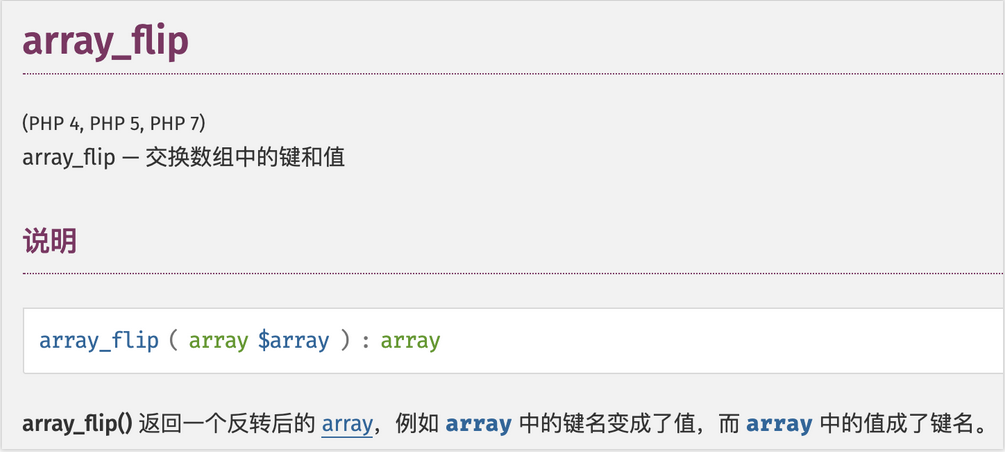 array_flip
(PHP 4, PHP 5, PHP 7)
array_flip — 交换数组中的键和值
说明
array_flip ( array $array ) : array
array_flip() 返回一个反转后的 array，例如 array 中的键名变成了值，而 array 中的值成了键名。